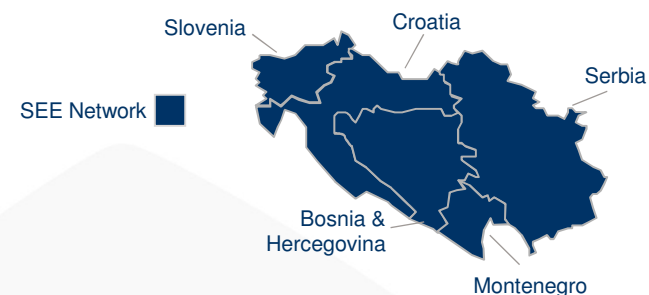 Slovenia
Croatia
Serbia
SEE Network
Bosnia &
Hercegovina
Montenegro